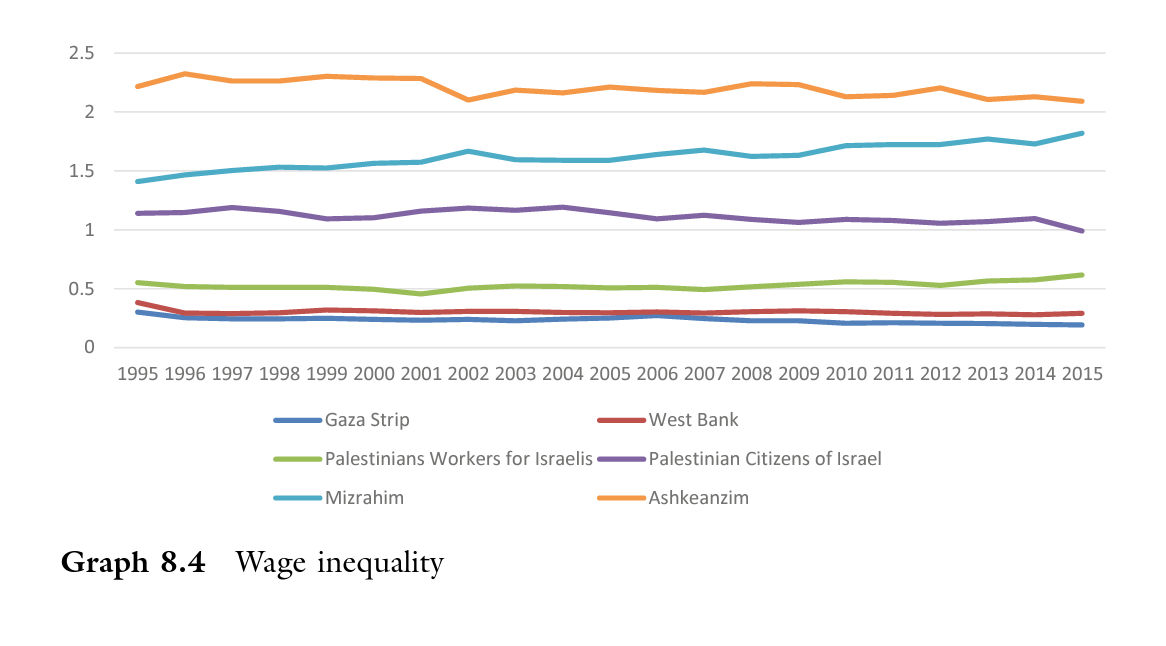 2.5
2
1.5
1
0.5
0
1995 1996 1997 1998 1999 2000 2001 2002 2003 2004 2005 2006 2007 2008 2009 2010 2011 2012 2013 2014 2015
Gaza Strip West Bank
Palestinians Workers for Israelis Palestinian Citizens of Israel
Mizrahim Ashkeanzim
Graph 8.4 Wage inequality